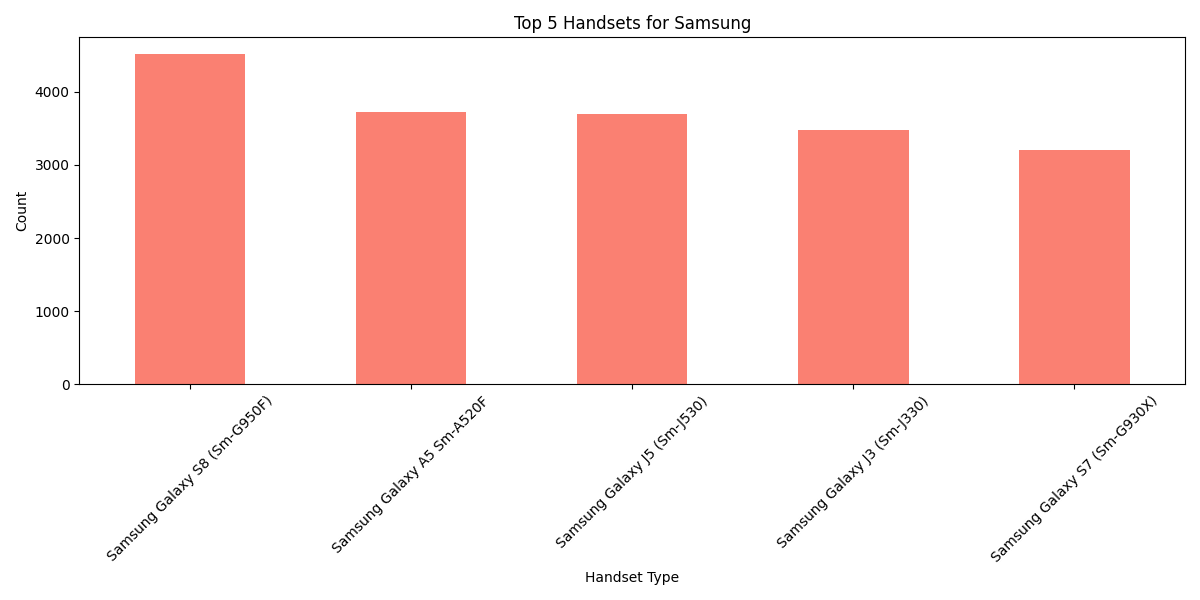 Top 5 Handsets for Samsung
4000
3000
2000
1000
0
Count
Samsung Galaxy S8 (Sm-G950F)
Samsung Galaxy A5 Sm-A520F
Samsung Galaxy J5 (Sm-J530)
Samsung Galaxy J3 (Sm-J330)
Samsung Galaxy S7 (Sm-G930X)
Handset Type